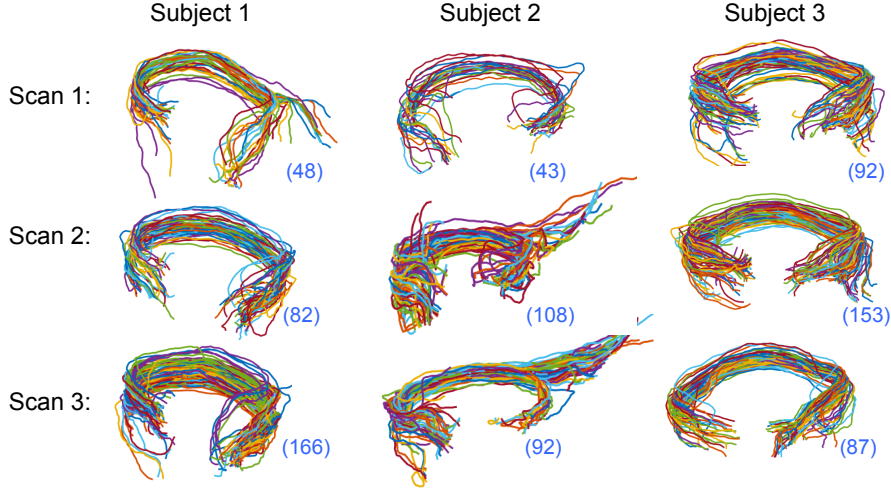 Subject 1 Subject 2 Subject 3
Scan 1: (48) (43) (92)
Scan 2: (82) (108) (153)
Scan 3: (166) (92) (87)